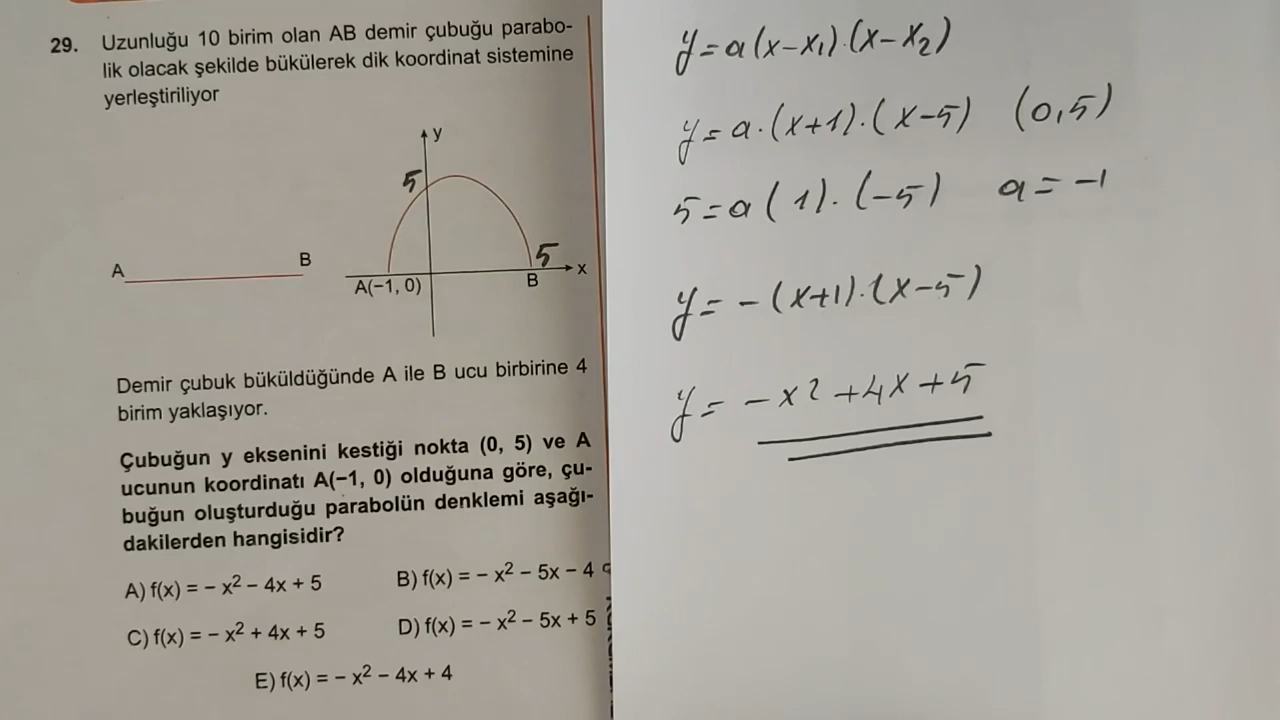 29. Uzunluğu 10 birim olan AB demir çubuğu parabo-
lik olacak şekilde bükülerek dik koordinat sistemine
yerleştiriliyor
y
5
A
B
5
x
A(−1, 0)
B
Demir çubuk büküldüğünde A ile B ucu birbirine 4
birim yaklaşıyor.
Çubuğun y eksenini kestiği nokta (0, 5) ve A
ucunun koordinatı A(−1, 0) olduğuna göre, çu-
buğun oluşturduğu parabolün denklemi aşağı-
dakilerden hangisidir?
A) f(x) = − x² − 4x + 5
B) f(x) = − x² − 5x − 4
C) f(x) = − x² + 4x + 5
D) f(x) = − x² − 5x + 5
E) f(x) = − x² − 4x + 4
y = a(x−x₁).(x−x₂)
y = a.(x+1).(x−5) (0,5)
5 = a(1).(−5) a = −1
y = −(x+1).(x−5)
y = −x² + 4x + 5